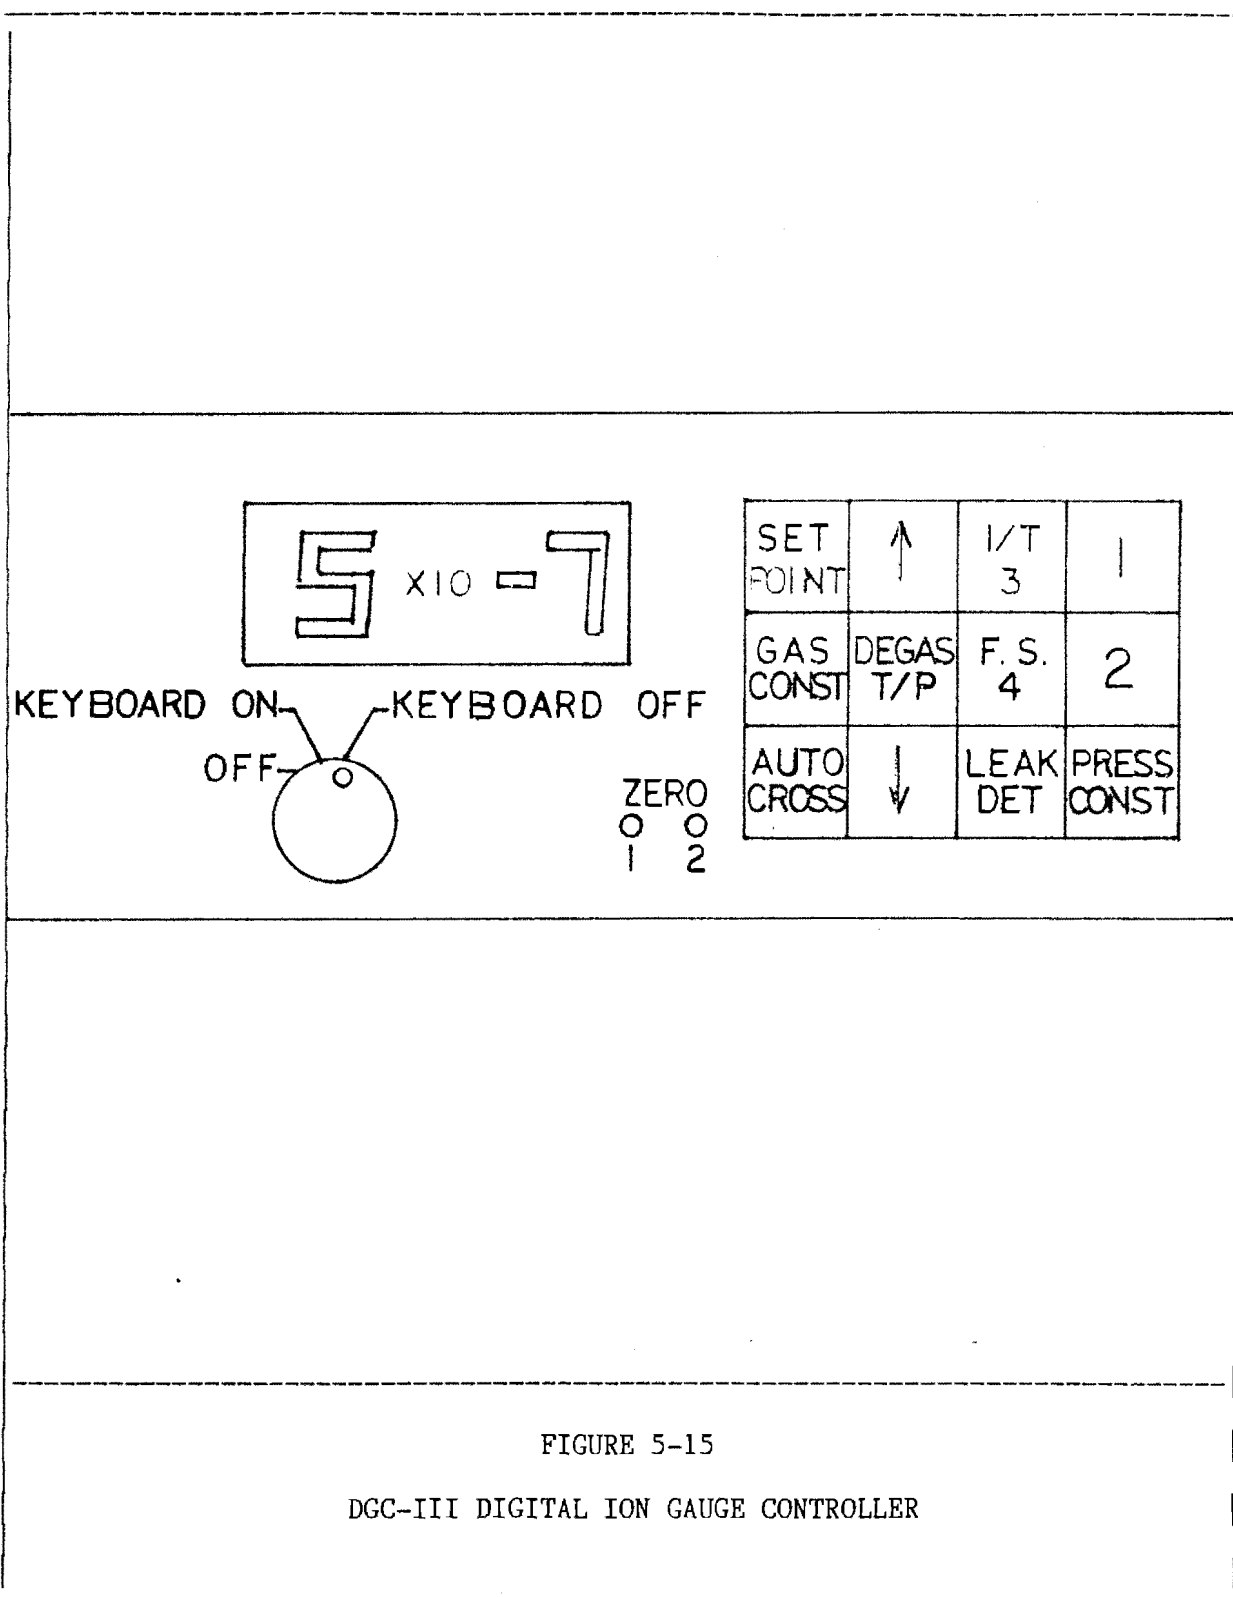 5 X10 -7
KEYBOARD ON
KEYBOARD OFF
OFF
ZERO
1 2
SET POINT
↑
I/T 3
1
GAS CONST
DEGAS T/P
F. S. 4
2
AUTO CROSS
↓
LEAK DET
PRESS CONST
FIGURE 5-15
DGC-III DIGITAL ION GAUGE CONTROLLER